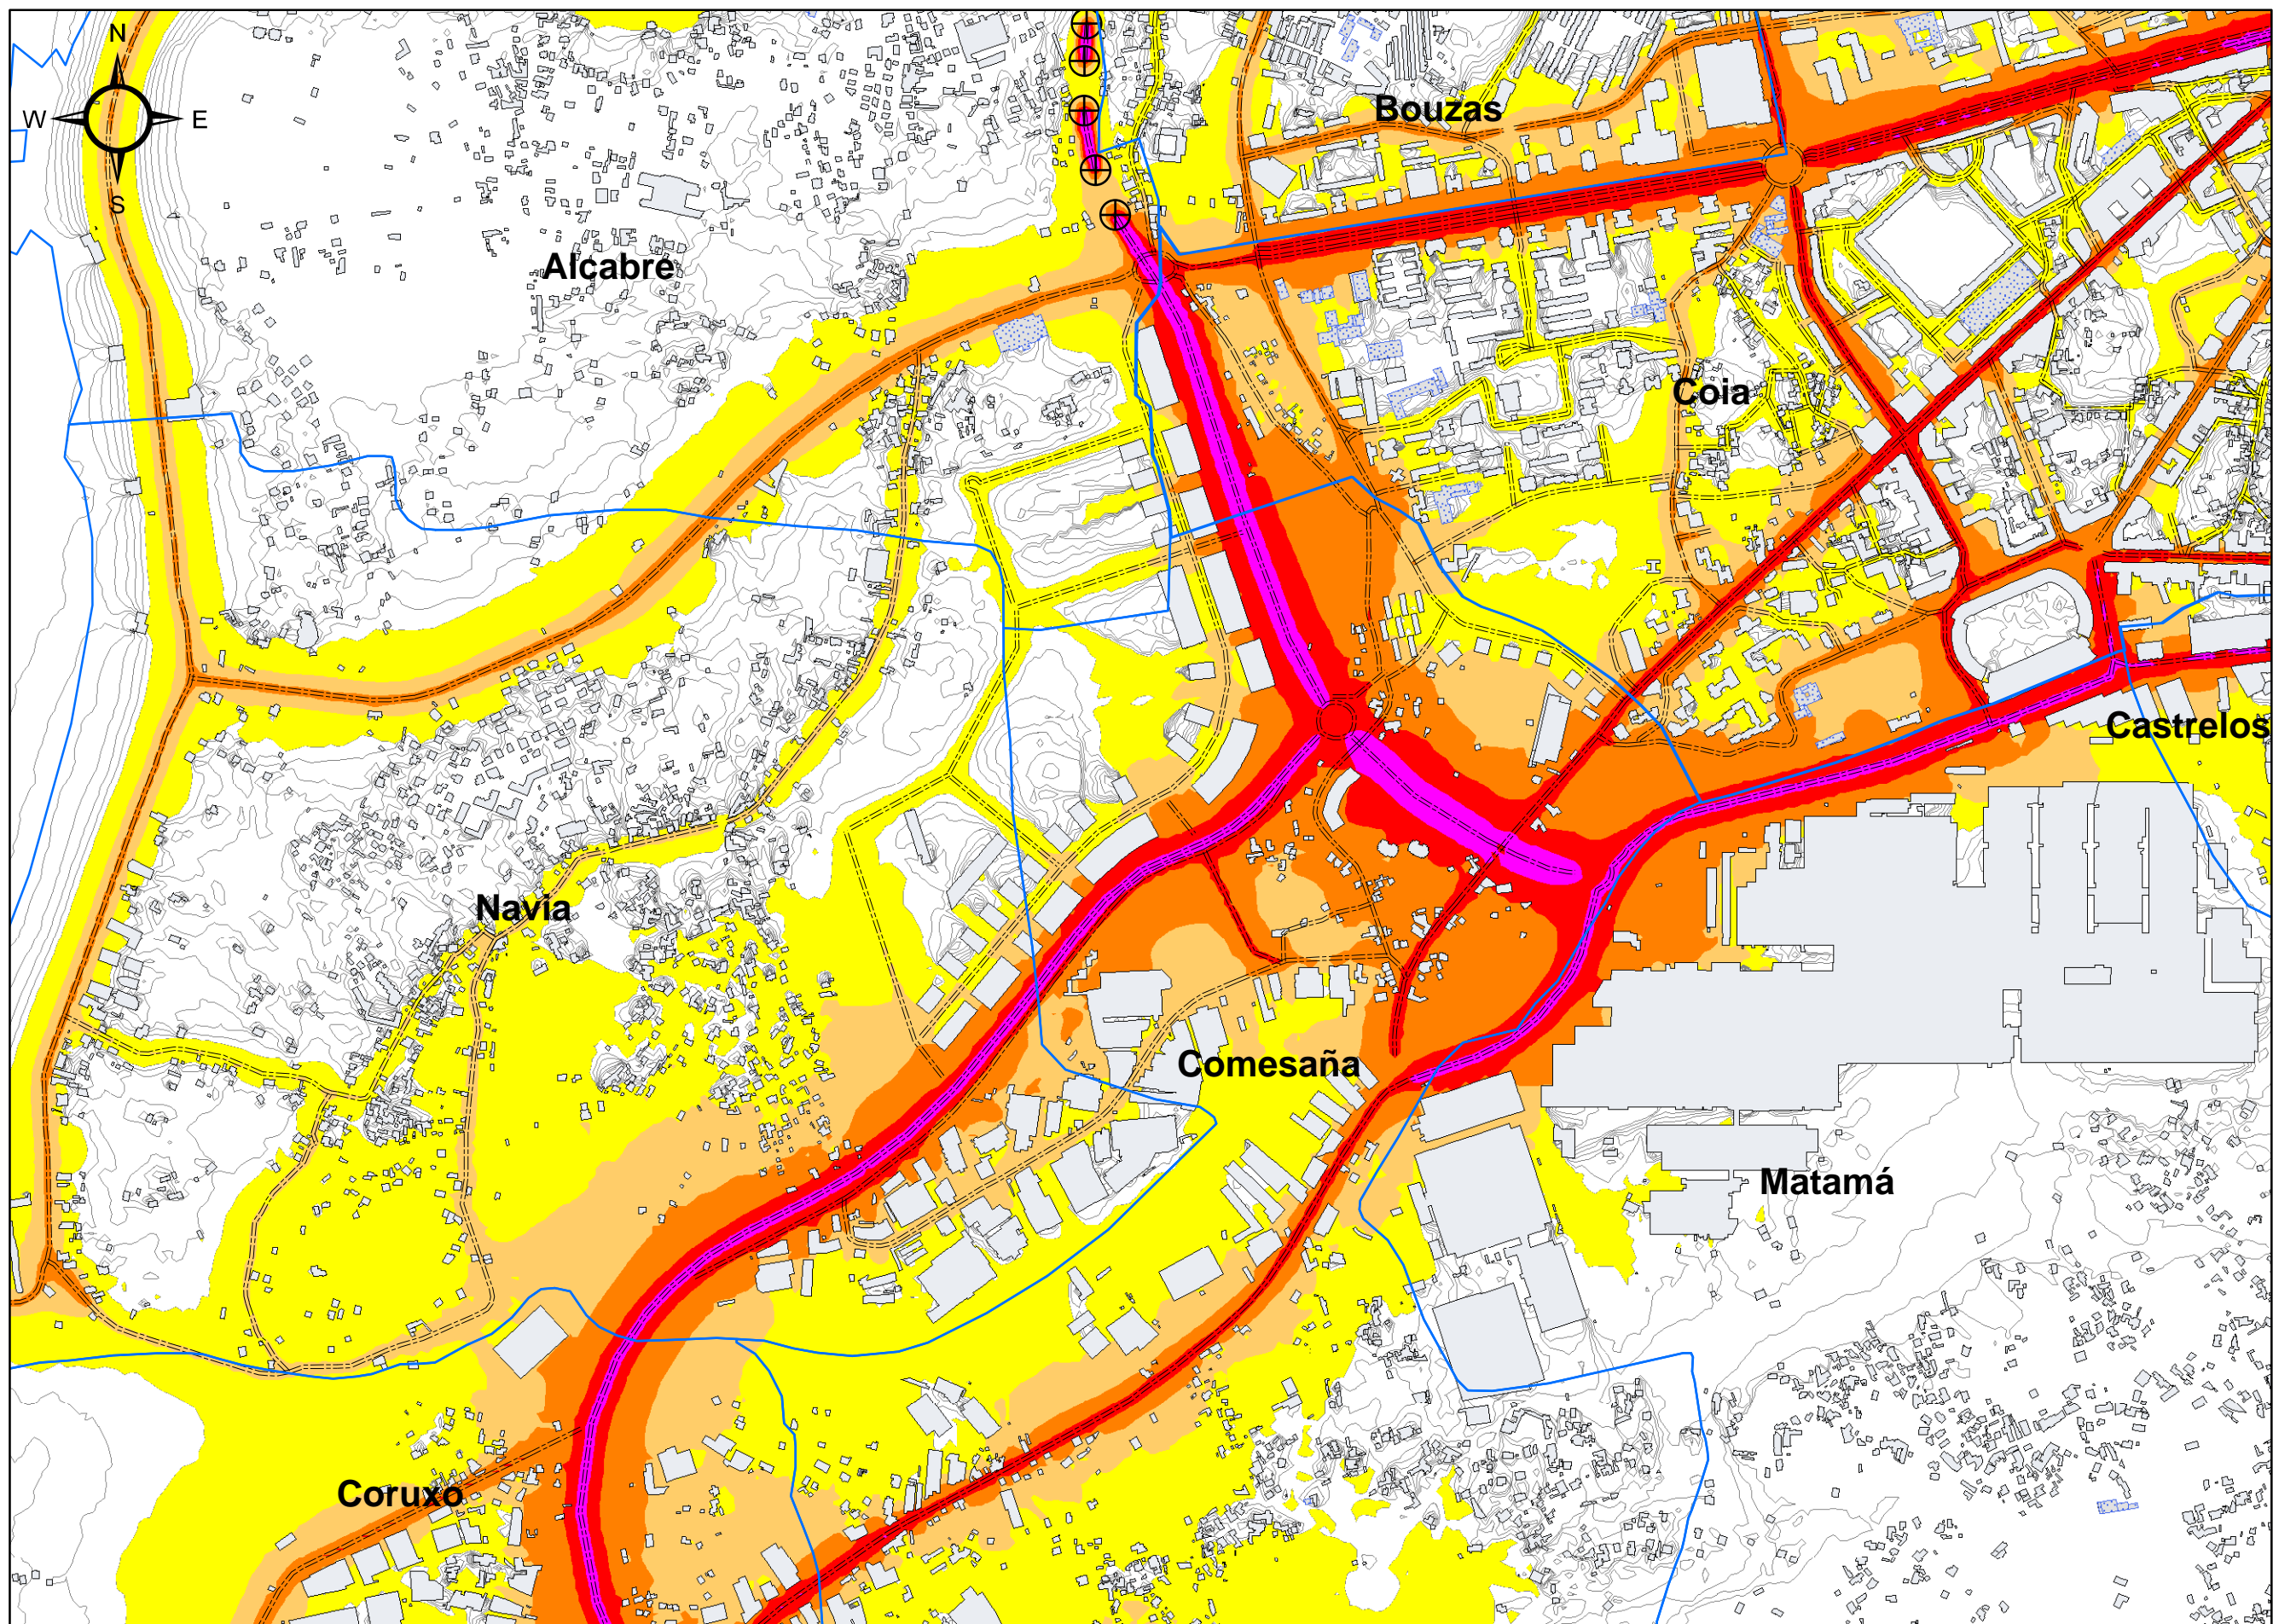 N
W E
S
Bouzas
Alcabre
Coia
Castrelos
Navia
Comesaña
Matamá
Coruxo